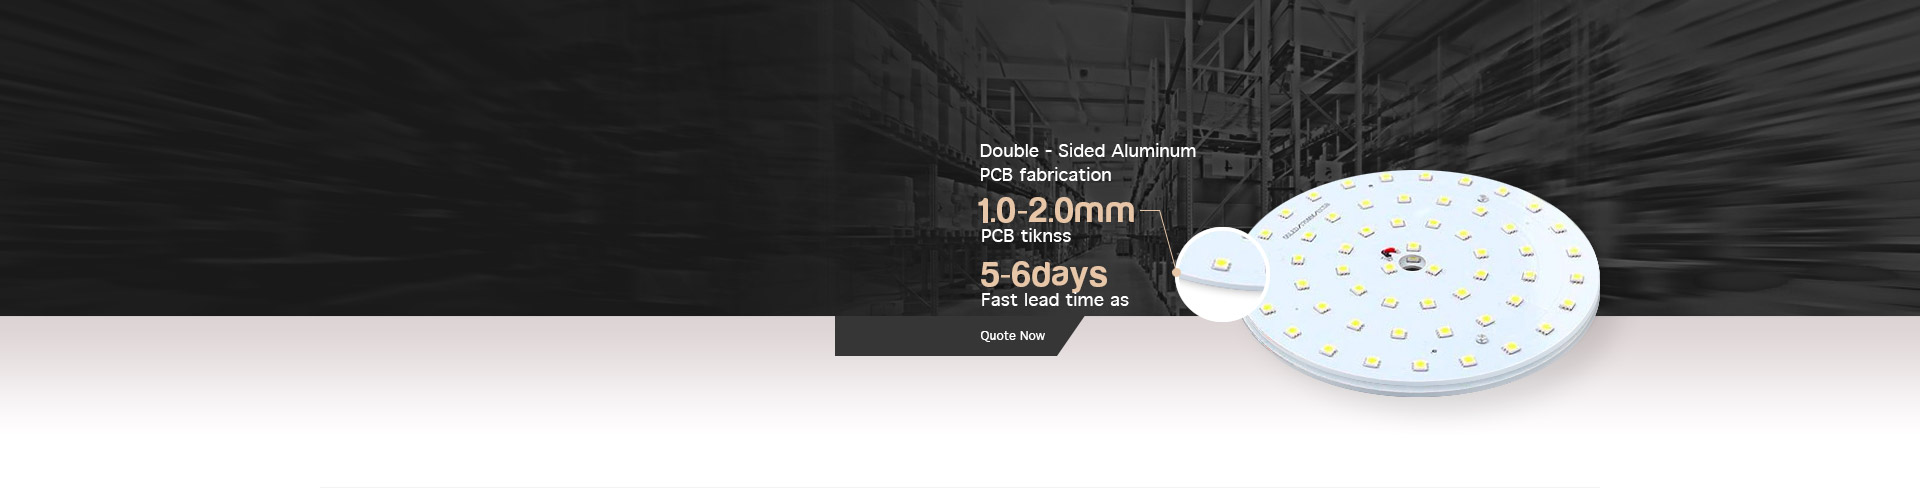 Double - Sided Aluminum
PCB fabrication
1.0-2.0mm
PCB tiknss
5-6days
Fast lead time as
Quote Now